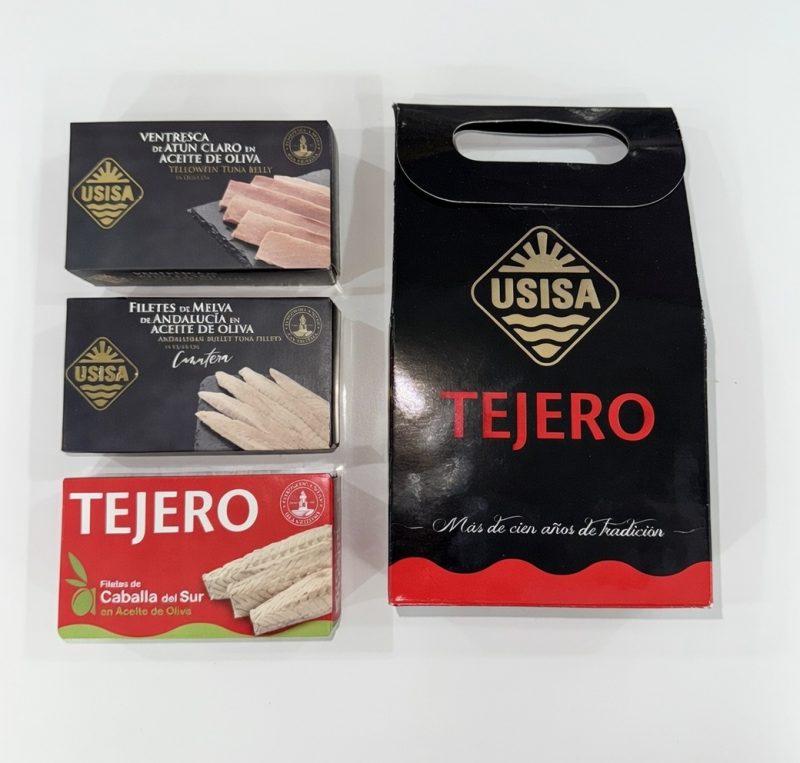 VENTRESCA
DE ATÚN CLARO EN
ACEITE DE OLIVA
YELLOWFIN TUNA BELLY
USISA
FILETES DE MELVA
DE ANDALUCÍA EN
ACEITE DE OLIVA
USISA
TEJERO
Filetes de
Caballa del Sur
en Aceite de Oliva
USISA
TEJERO
Más de cien años de tradición